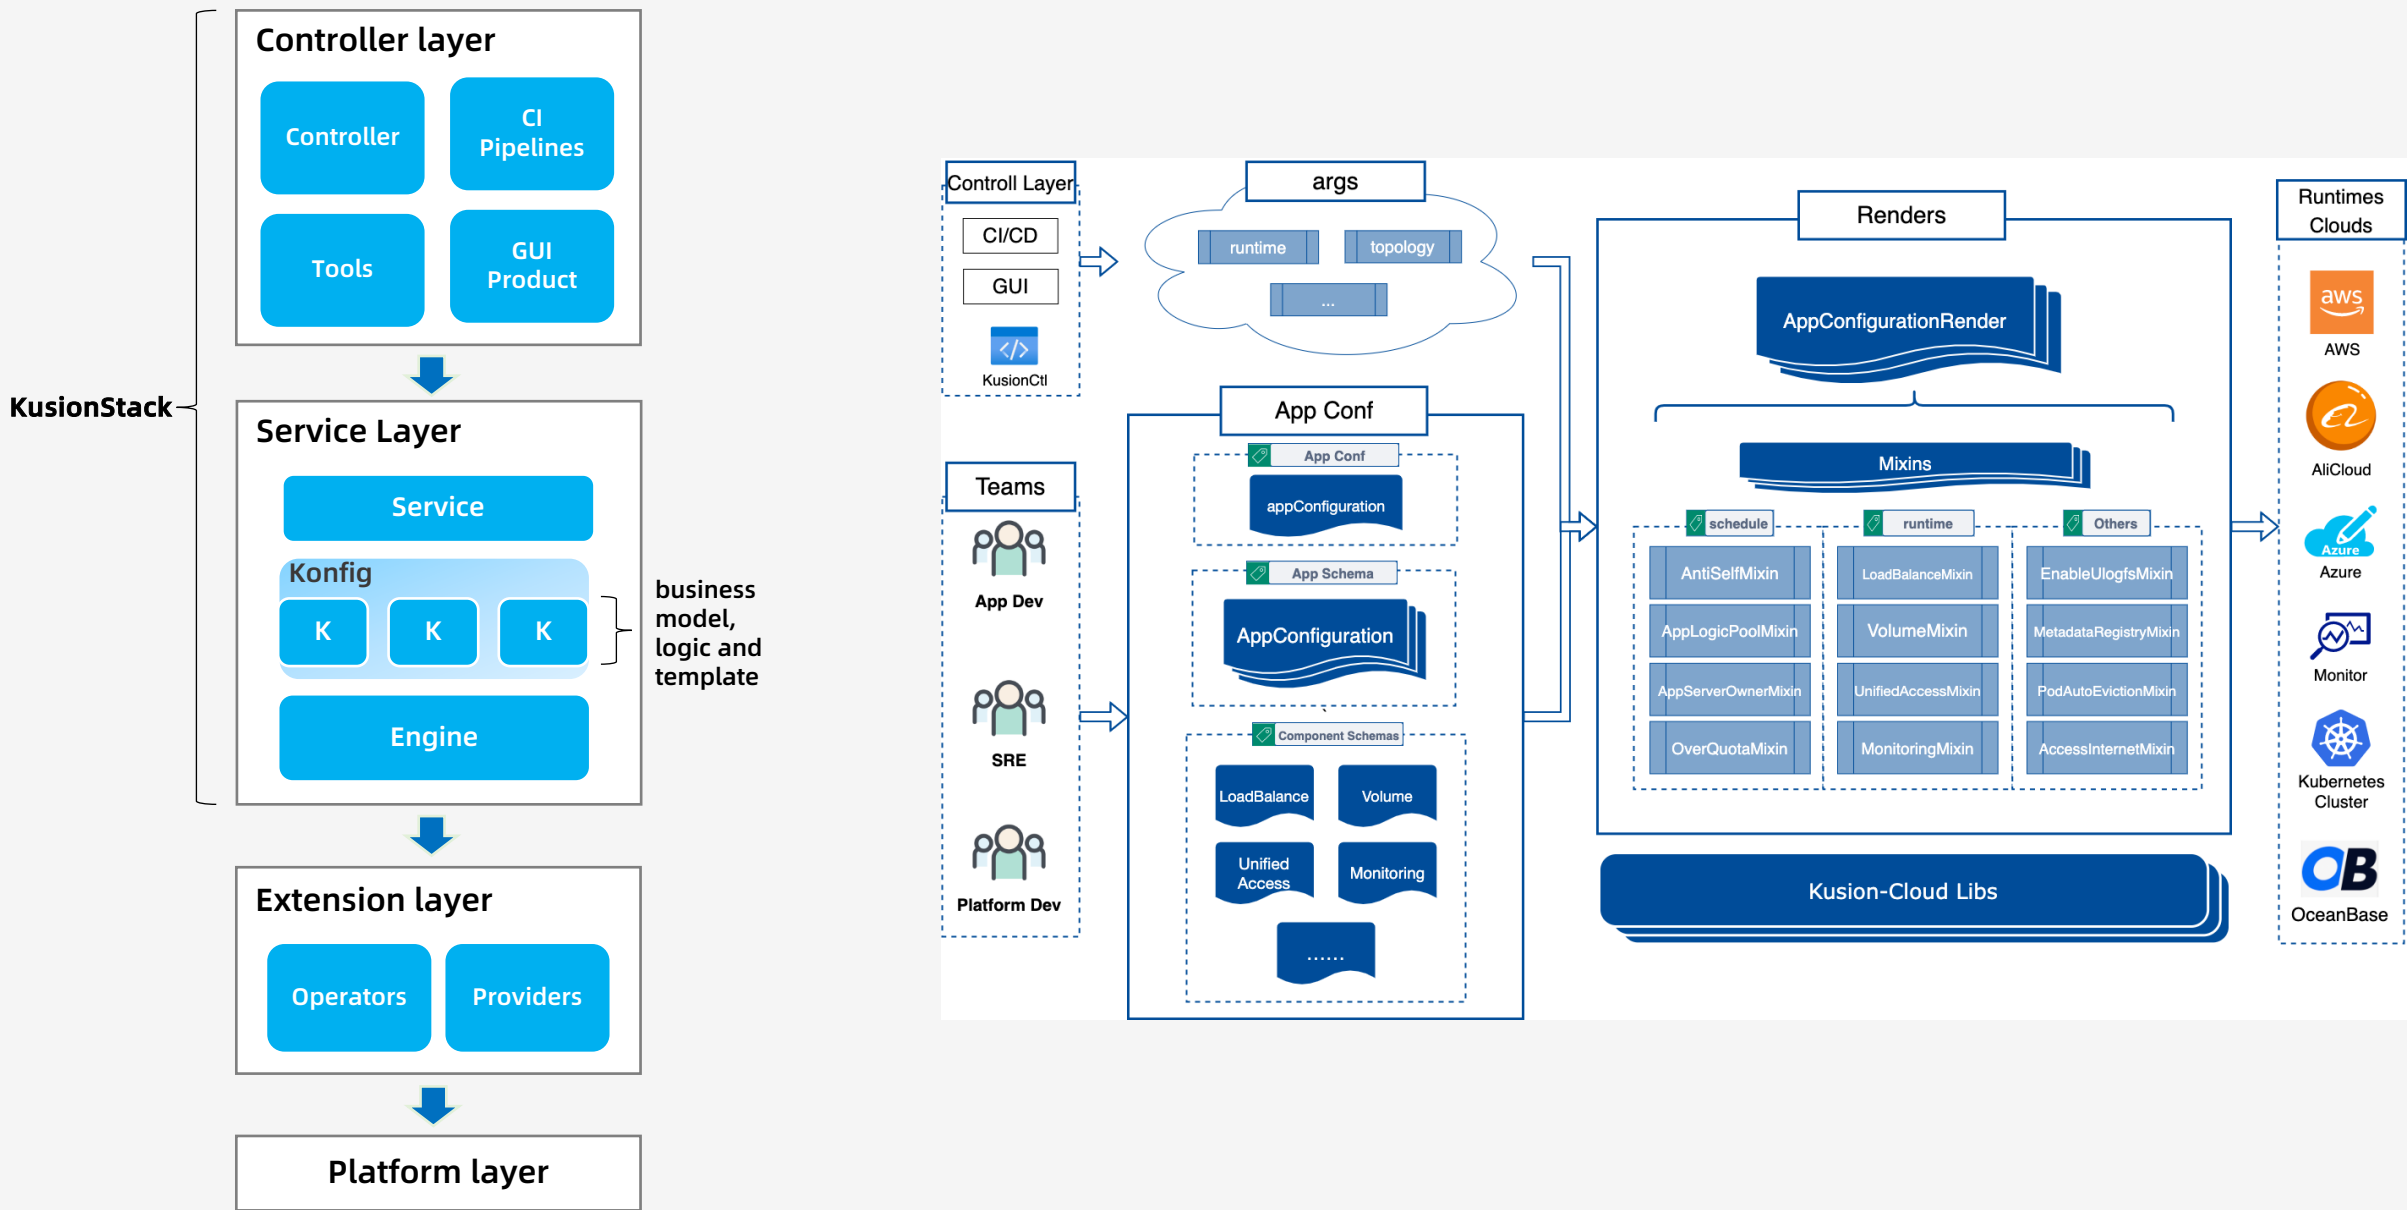 KusionStack
Controller layer
Controller
CI
Pipelines
Tools
GUI
Product
Service Layer
Service
Konfig
K
K
K
business
model,
logic and
template
Engine
Extension layer
Operators
Providers
Platform layer
Controll Layer
CI/CD
GUI
</>
KusionCtl
Teams
App Dev
SRE
Platform Dev
args
runtime
topology
...
App Conf
App Conf
appConfiguration
App Schema
AppConfiguration
Component Schemas
LoadBalance
Volume
Unified
Access
Monitoring
......
Renders
AppConfigurationRender
Mixins
schedule
AntiSelfMixin
AppLogicPoolMixin
AppServerOwnerMixin
OverQuotaMixin
runtime
LoadBalanceMixin
VolumeMixin
UnifiedAccessMixin
MonitoringMixin
Others
EnableUlogfsMixin
MetadataRegistryMixin
PodAutoEvictionMixin
AccessInternetMixin
Kusion-Cloud Libs
Runtimes
Clouds
aws
AWS
AliCloud
Azure
Azure
Monitor
Kubernetes
Cluster
OB
OceanBase